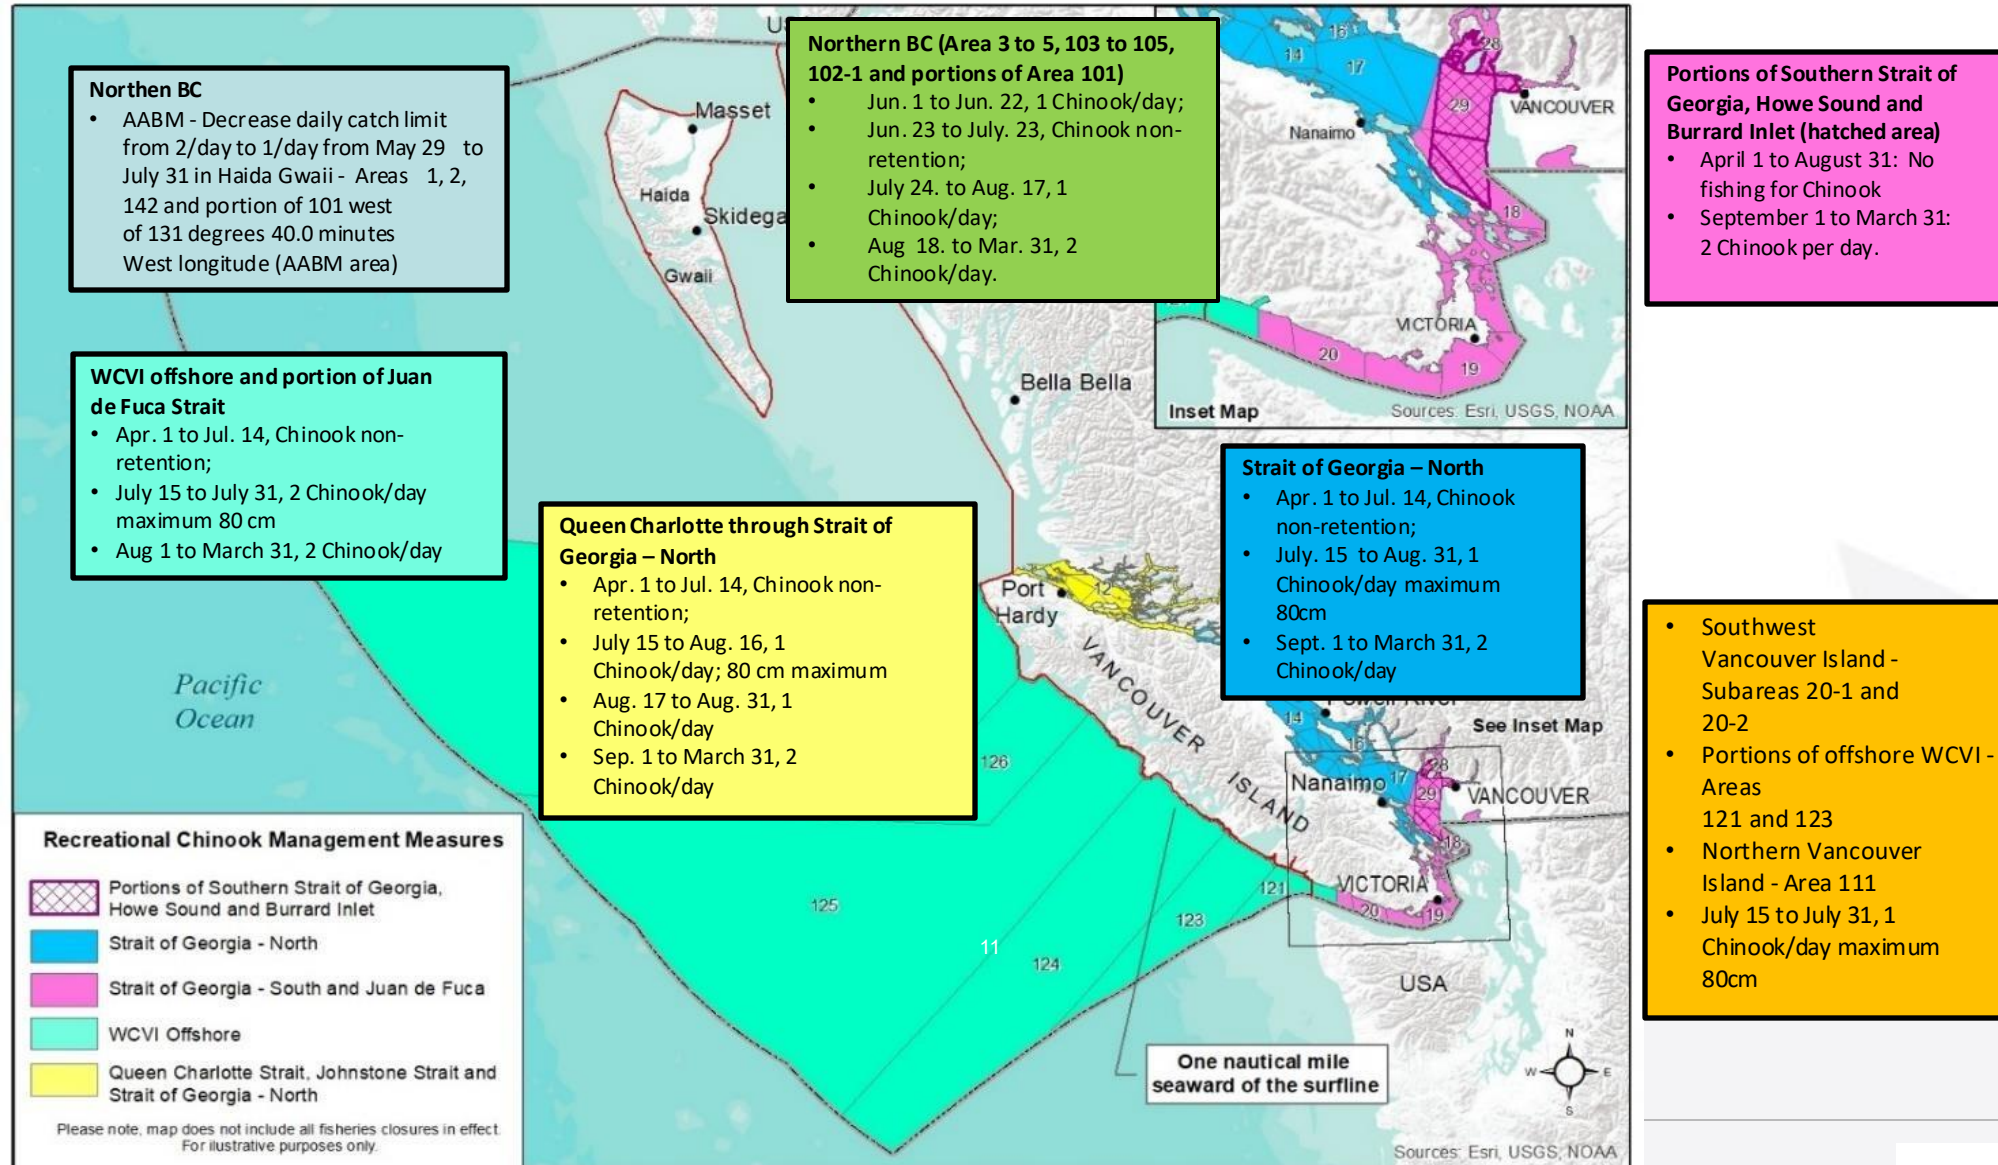 Northen BC
• AABM - Decrease daily catch limit
from 2/day to 1/day from May 29 to
July 31 in Haida Gwaii - Areas 1, 2,
142 and portion of 101 west
of 131 degrees 40.0 minutes
West longitude (AABM area)
Northern BC (Area 3 to 5, 103 to 105,
102-1 and portions of Area 101)
• Jun. 1 to Jun. 22, 1 Chinook/day;
• Jun. 23 to July. 23, Chinook non-
retention;
• July 24. to Aug. 17, 1
Chinook/day;
• Aug 18. to Mar. 31, 2
Chinook/day.
Portions of Southern Strait of
Georgia, Howe Sound and
Burrard Inlet (hatched area)
• April 1 to August 31: No
fishing for Chinook
• September 1 to March 31:
2 Chinook per day.
WCVI offshore and portion of Juan
de Fuca Strait
• Apr. 1 to Jul. 14, Chinook non-
retention;
• July 15 to July 31, 2 Chinook/day
maximum 80 cm
• Aug 1 to March 31, 2 Chinook/day
Queen Charlotte through Strait of
Georgia – North
• Apr. 1 to Jul. 14, Chinook non-
retention;
• July 15 to Aug. 16, 1
Chinook/day; 80 cm maximum
• Aug. 17 to Aug. 31, 1
Chinook/day
• Sep. 1 to March 31, 2
Chinook/day
Strait of Georgia – North
• Apr. 1 to Jul. 14, Chinook
non-retention;
• July. 15 to Aug. 31, 1
Chinook/day maximum
80cm
• Sept. 1 to March 31, 2
Chinook/day
• Southwest
Vancouver Island -
Subareas 20-1 and
20-2
• Portions of offshore WCVI -
Areas
121 and 123
• Northern Vancouver
Island - Area 111
• July 15 to July 31, 1
Chinook/day maximum
80cm
Masset
Haida
Gwaii
Bella Bella
Port
Hardy
12
VANCOUVER
ISLAND
Pacific
Ocean
126
125
11
124
123
121
14
16
17
28
29
18
19
20
Nanaimo
VANCOUVER
VICTORIA
See Inset Map
USA
One nautical mile
seaward of the surfline
N
W
E
S
Sources: Esri, USGS, NOAA
16
14
17
28
29
VANCOUVER
Nanaimo
18
VICTORIA
20
19
Inset Map
Sources: Esri, USGS, NOAA
Recreational Chinook Management Measures
Portions of Southern Strait of Georgia,
Howe Sound and Burrard Inlet
Strait of Georgia - North
Strait of Georgia - South and Juan de Fuca
WCVI Offshore
Queen Charlotte Strait, Johnstone Strait and
Strait of Georgia - North
Please note, map does not include all fisheries closures in effect.
For ilustrative purposes only.